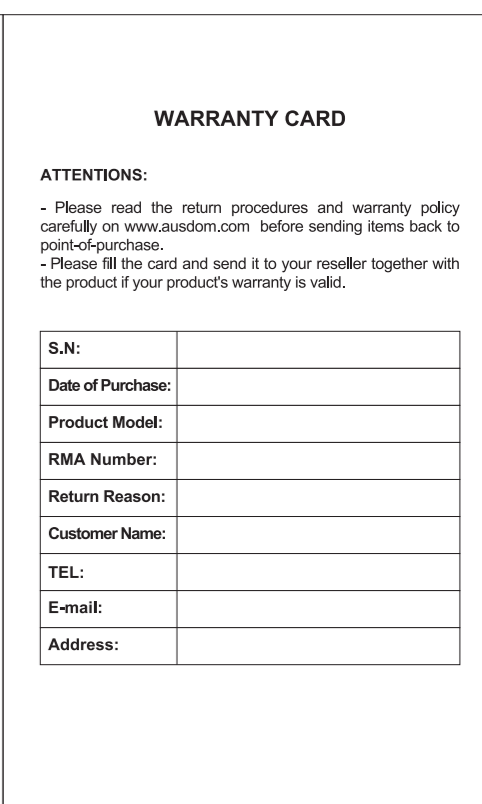 WARRANTY CARD
ATTENTIONS:
- Please read the return procedures and warranty policy
carefully on www.ausdom.com before sending items back to
point-of-purchase.
- Please fill the card and send it to your reseller together with
the product if your product's warranty is valid.
S.N:
Date of Purchase:
Product Model:
RMA Number:
Return Reason:
Customer Name:
TEL:
E-mail:
Address: